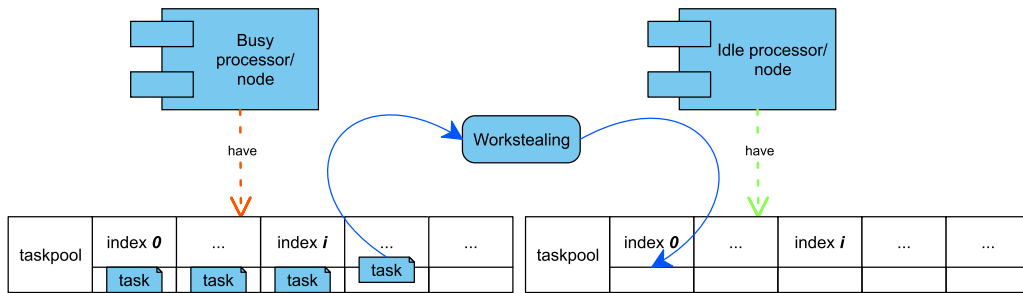 Busy
processor/
node
Idle processor/
node
Workstealing
have
have
taskpool
index 0
...
index i
...
...
task
task
task
task
taskpool
index 0
...
index i
...
...